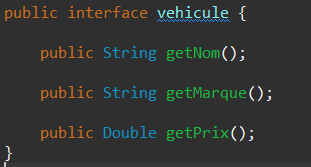 public interface vehicule {
public String getNom();
public String getMarque();
public Double getPrix();
}